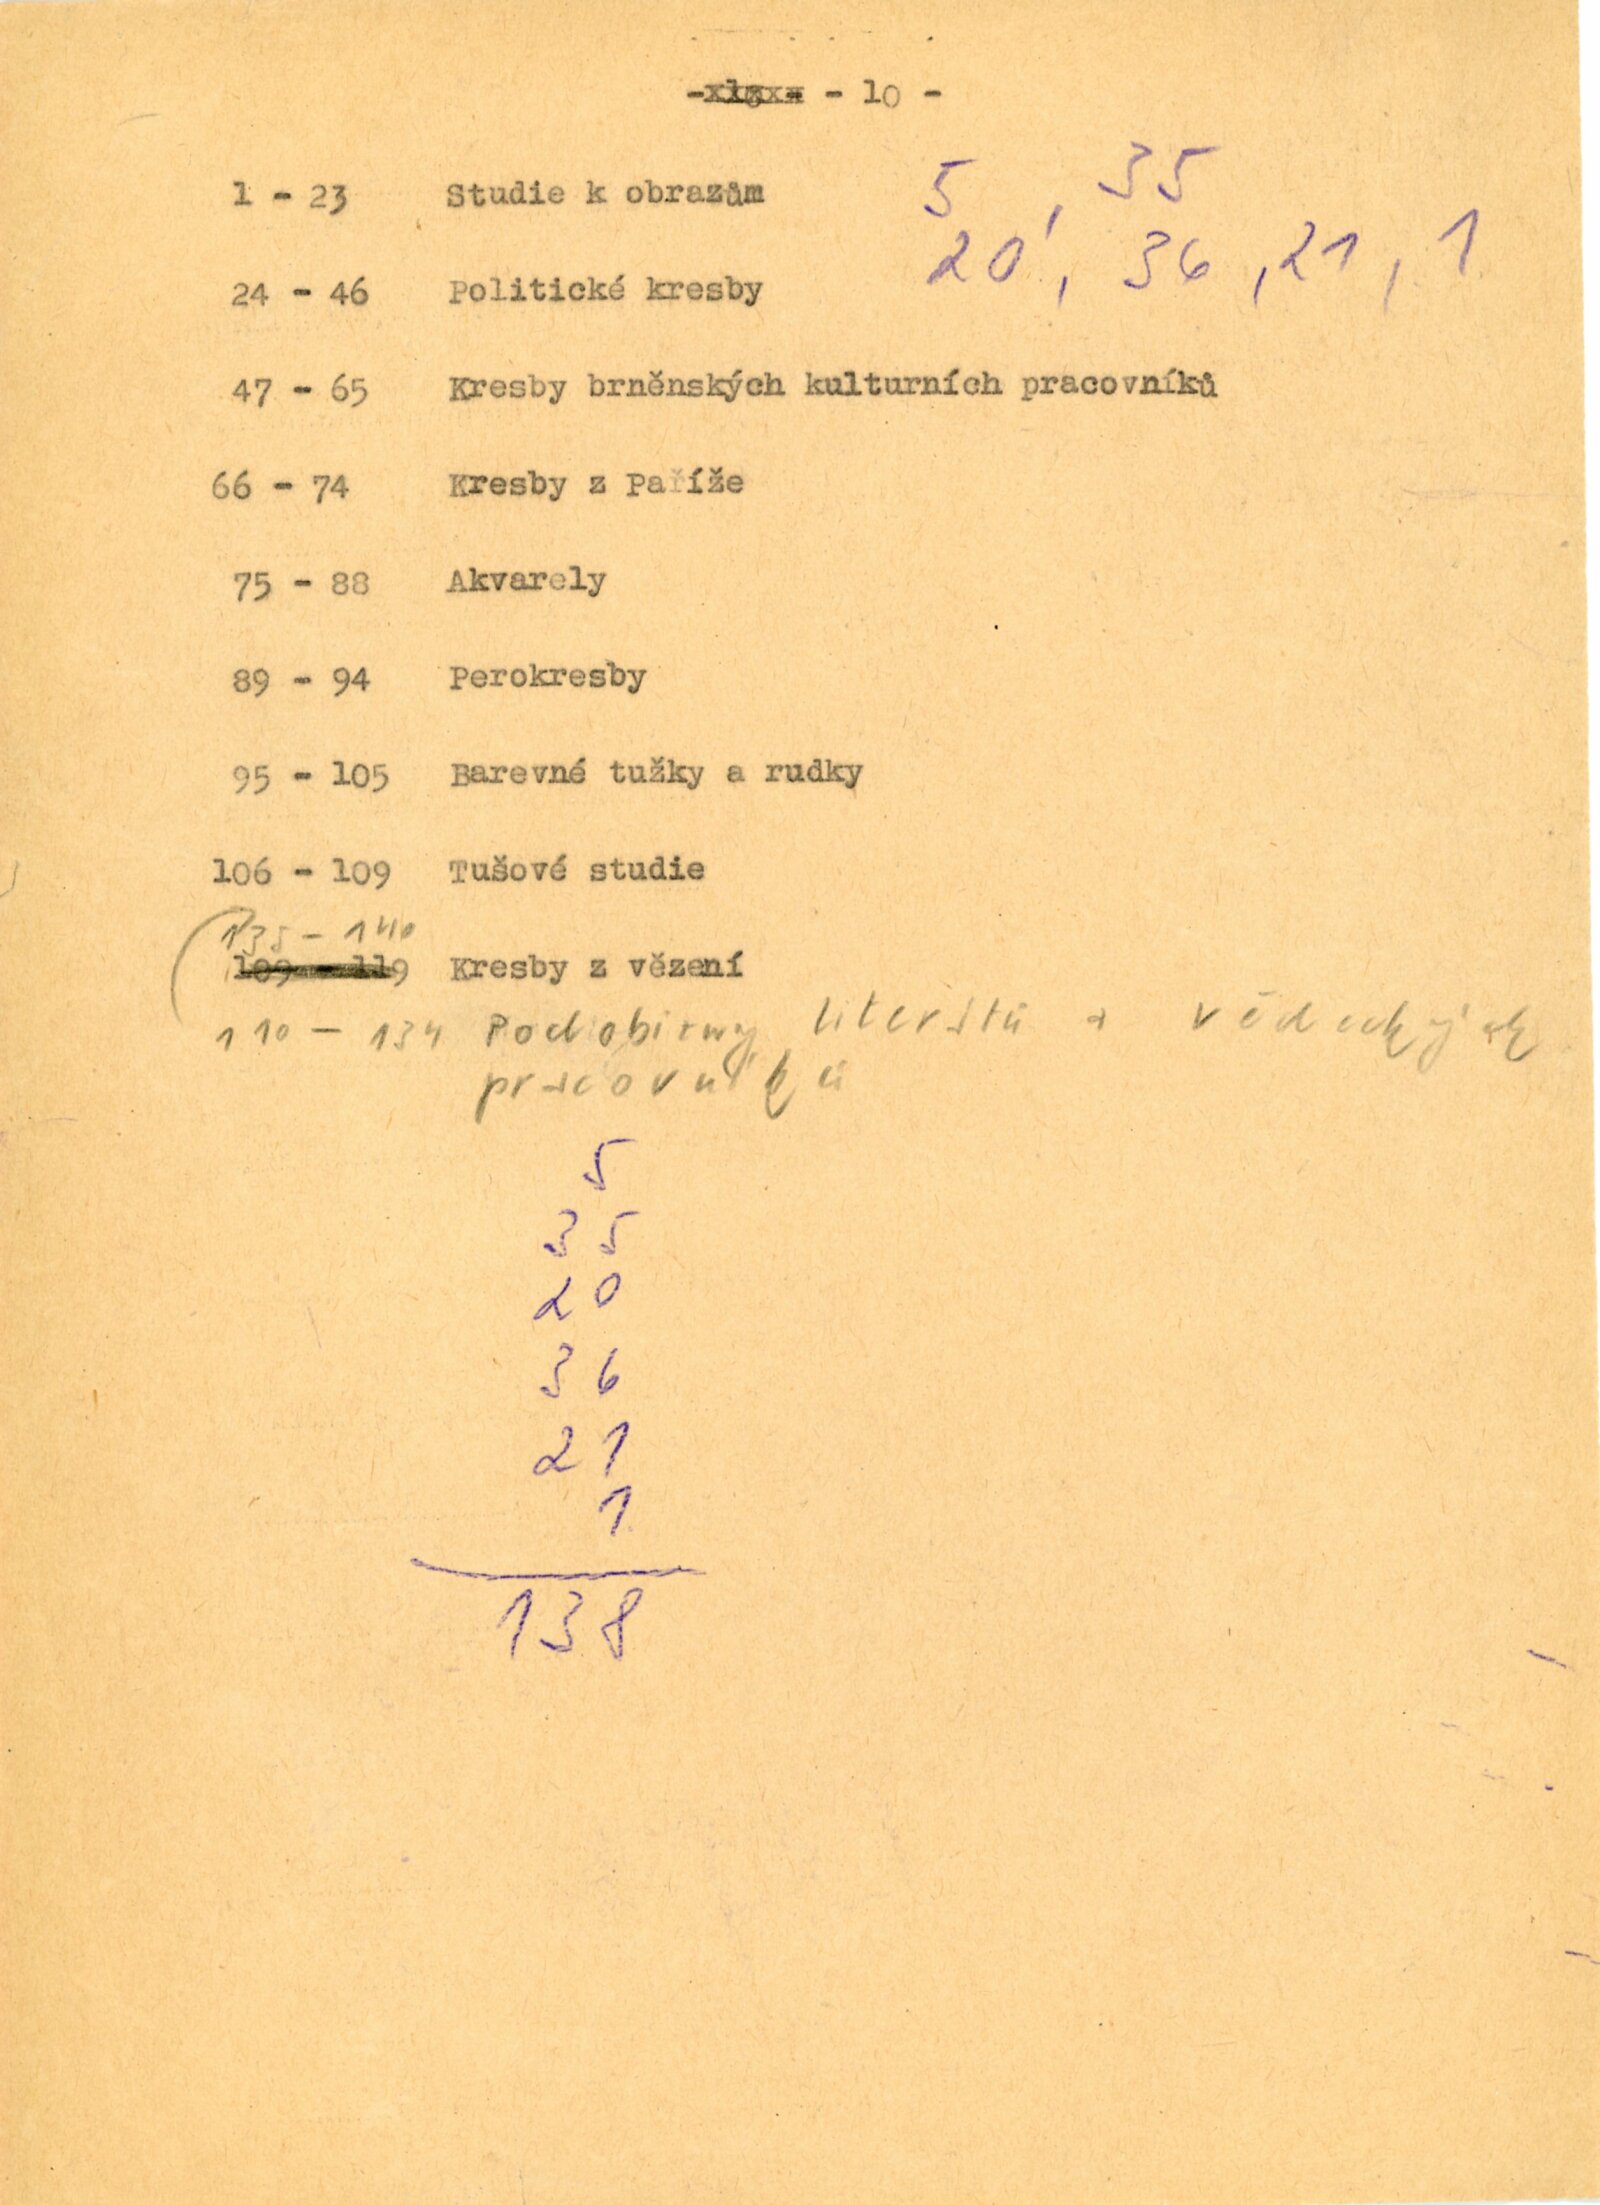 - 10 -
1 - 23 Studie k obrazům
5, 35
20, 36, 21, 1
24 - 46 Politické kresby
47 - 65 Kresby brněnských kulturních pracovníků
66 - 74 Kresby z Paříže
75 - 88 Akvarely
89 - 94 Perokresby
95 - 105 Barevné tužky a rudky
106 - 109 Tušové studie
135 - 140
109 - 119 Kresby z vězení
110 - 134 Podobizny literátů a vědeckých
pracovníků
5
35
20
36
21
1
138